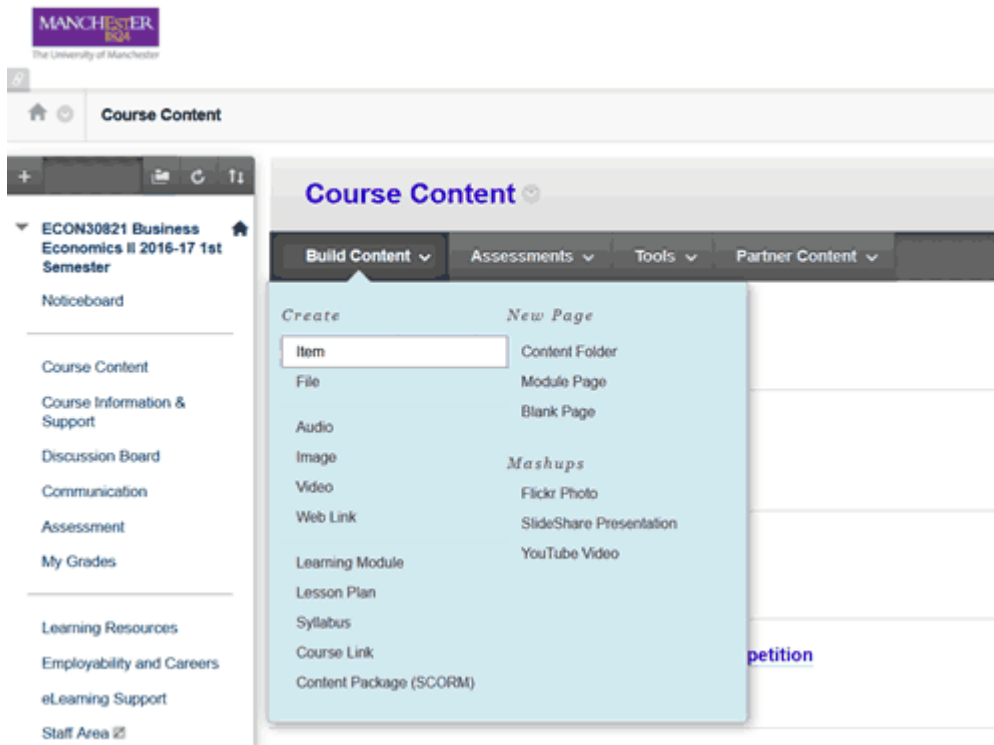 MANCHESTER
1824
The University of Manchester
Course Content
Course Content
ECON30821 Business
Economics II 2016-17 1st
Semester
Noticeboard
Course Content
Course Information &
Support
Discussion Board
Communication
Assessment
My Grades
Learning Resources
Employability and Careers
eLearning Support
Staff Area
Build Content
Assessments
Tools
Partner Content
Create
Item
File
Audio
Image
Video
Web Link
Learning Module
Lesson Plan
Syllabus
Course Link
Content Package (SCORM)
New Page
Content Folder
Module Page
Blank Page
Mashups
Flickr Photo
SlideShare Presentation
YouTube Video
petition